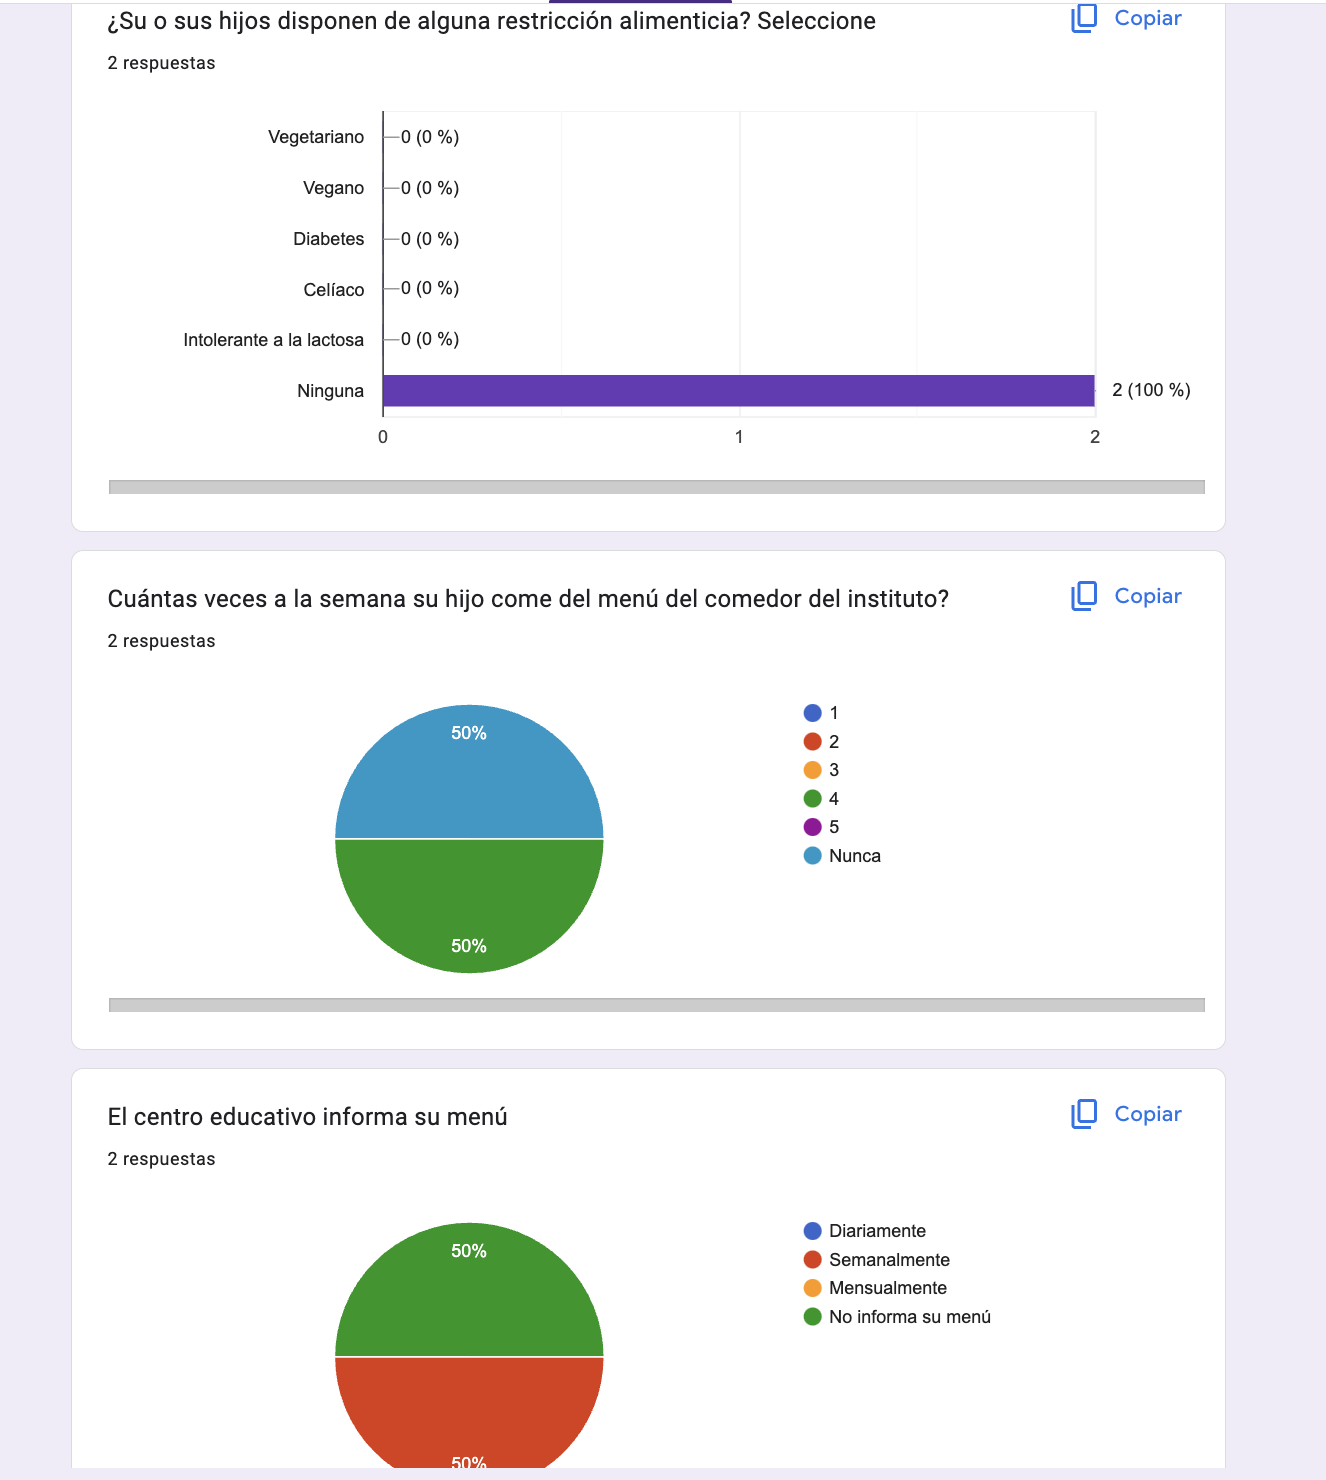 ¿Su o sus hijos disponen de alguna restricción alimenticia? Seleccione
Copiar
2 respuestas
Vegetariano
0 (0 %)
Vegano
0 (0 %)
Diabetes
0 (0 %)
Celíaco
0 (0 %)
Intolerante a la lactosa
0 (0 %)
Ninguna
2 (100 %)
0
1
2
Cuántas veces a la semana su hijo come del menú del comedor del instituto?
Copiar
2 respuestas
50%
50%
1
2
3
4
5
Nunca
El centro educativo informa su menú
Copiar
2 respuestas
50%
50%
Diariamente
Semanalmente
Mensualmente
No informa su menú